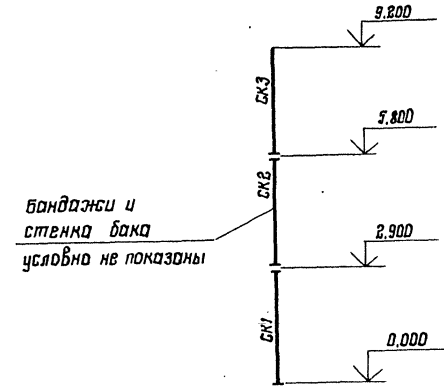 9,200
СК3
5,800
СК2
бандажи и
стенка бака
условно не показаны
2,900
СК1
0,000